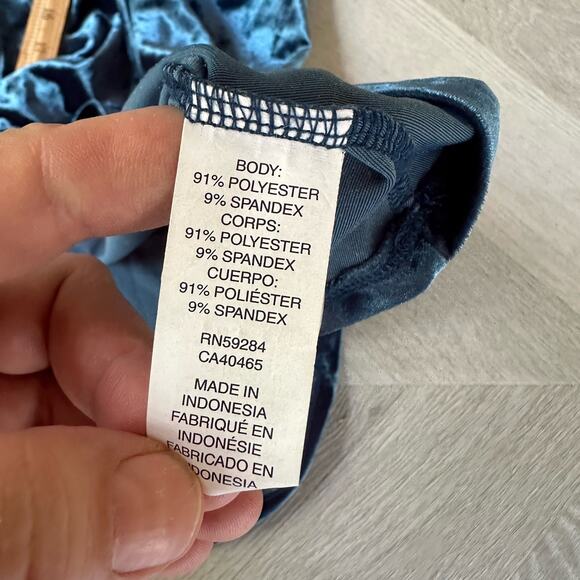 BODY:
91% POLYESTER
9% SPANDEX
CORPS:
91% POLYESTER
9% SPANDEX
CUERPO:
91% POLIÉSTER
9% SPANDEX
RN59284
CA40465
MADE IN
INDONESIA
FABRIQUÉ EN
INDONÉSIE
FABRICADO EN
INDONESIA